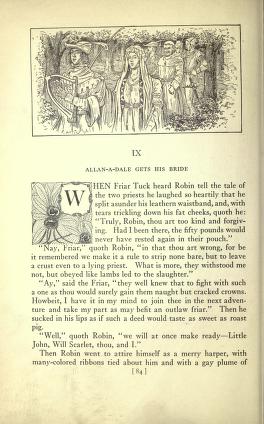 IX
ALLAN-A-DALE GETS HIS BRIDE
WHEN Friar Tuck heard Robin tell the tale of
the two priests he laughed so heartily that he
split asunder his leathern waistband, and, with
tears trickling down his fat cheeks, quoth he:
"Truly, Robin, thou art too kind and forgiv-
ing. Had I been there, the fifty pounds would
never have rested again in their pouch."
"Nay, Friar," quoth Robin, "in that thou art wrong, for be
it remembered we make it a rule to strip none bare, but to leave
a crust even to a lying priest. What is more, they withstood me
not, but obeyed like lambs led to the slaughter."
"Ay," said the Friar, "they well knew that to fight with such
a one as thou would surely gain them naught but cracked crowns.
Howbeit, I have it in my mind to join thee in the next adven-
ture and take my part as may befit an outlaw friar." Then he
sucked in his lips as if such a deed would taste as sweet as roast
pig.
"Well," quoth Robin, "we will at once make ready—Little
John, Will Scarlet, thou, and I."
Then Robin went to attire himself as a merry harper, with
many-colored ribbons tied about him and with a gay plume of
[ 84 ]